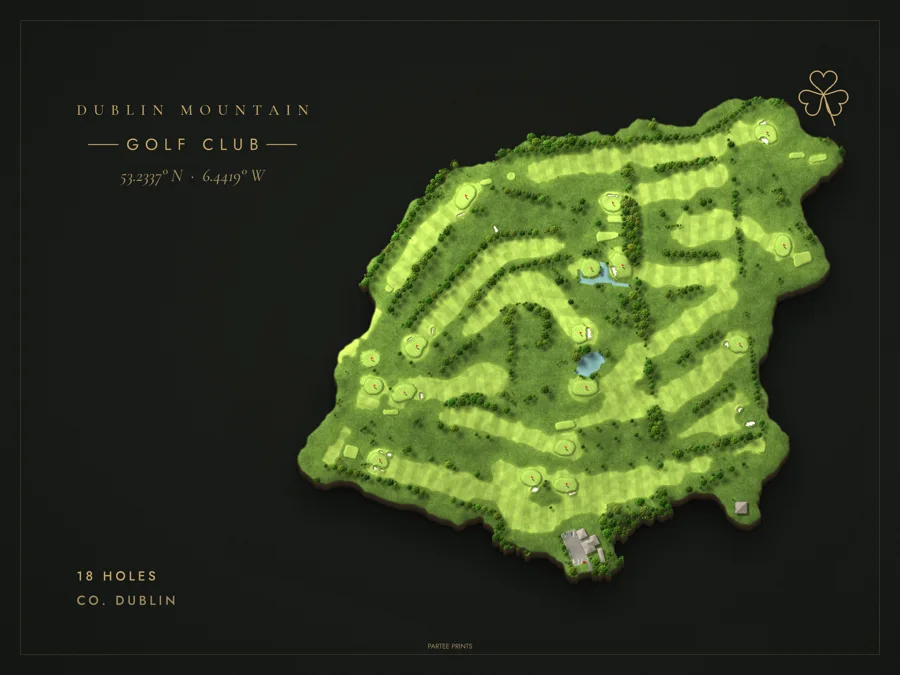 DUBLIN MOUNTAIN
GOLF CLUB
53.2337° N · 6.4419° W
18 HOLES
CO. DUBLIN
PARTEE PRINTS